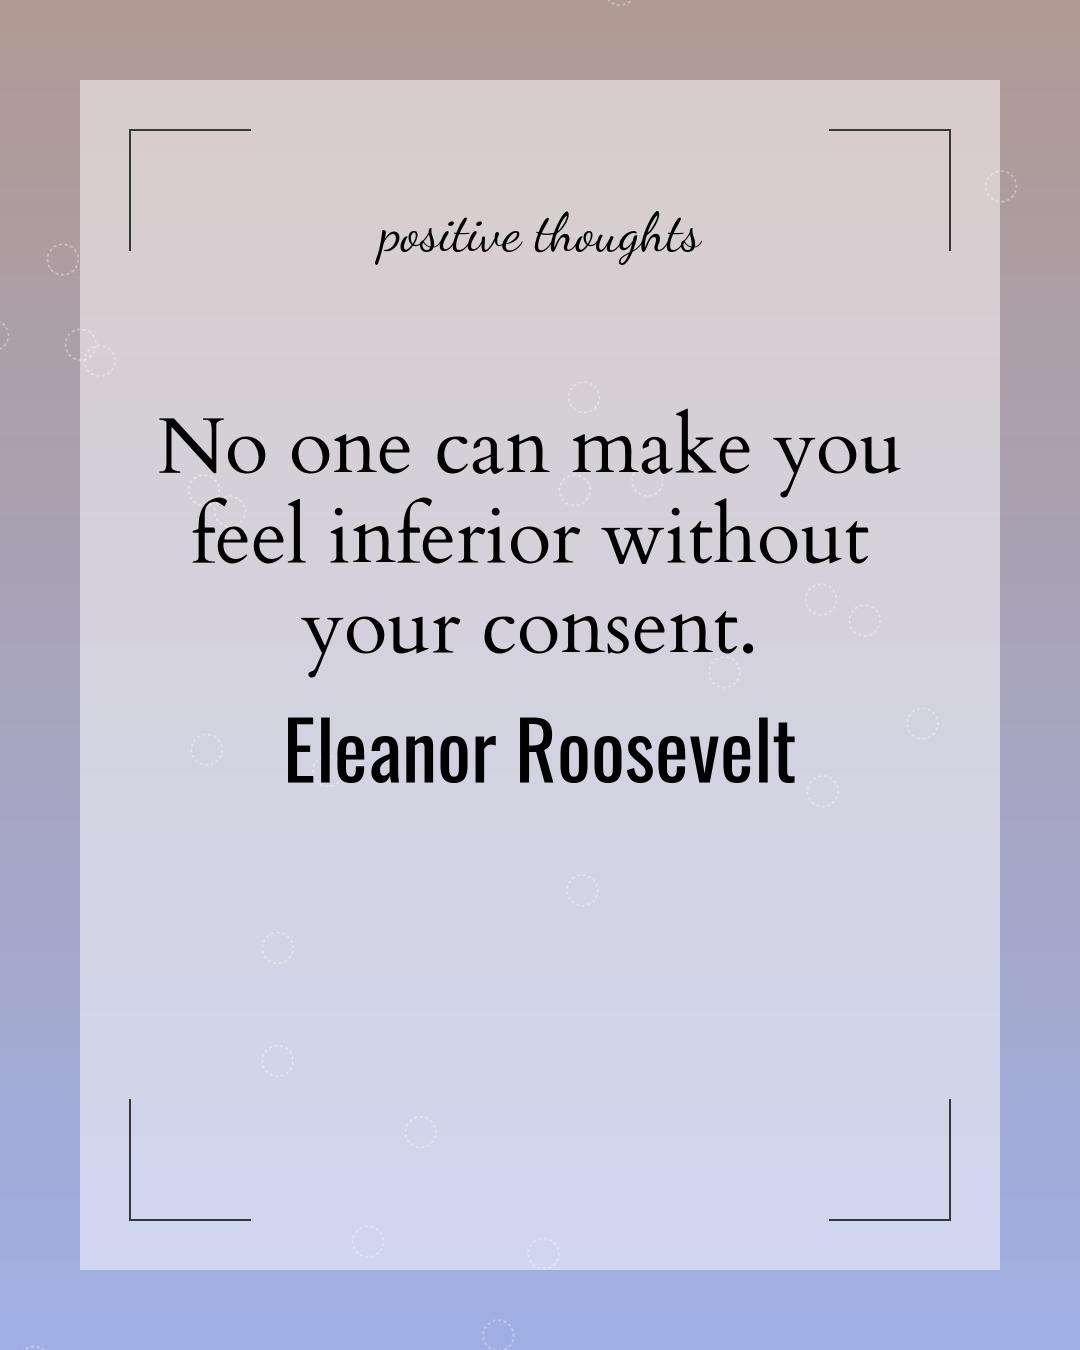 positive thoughts
No one can make you
feel inferior without
your consent.
Eleanor Roosevelt